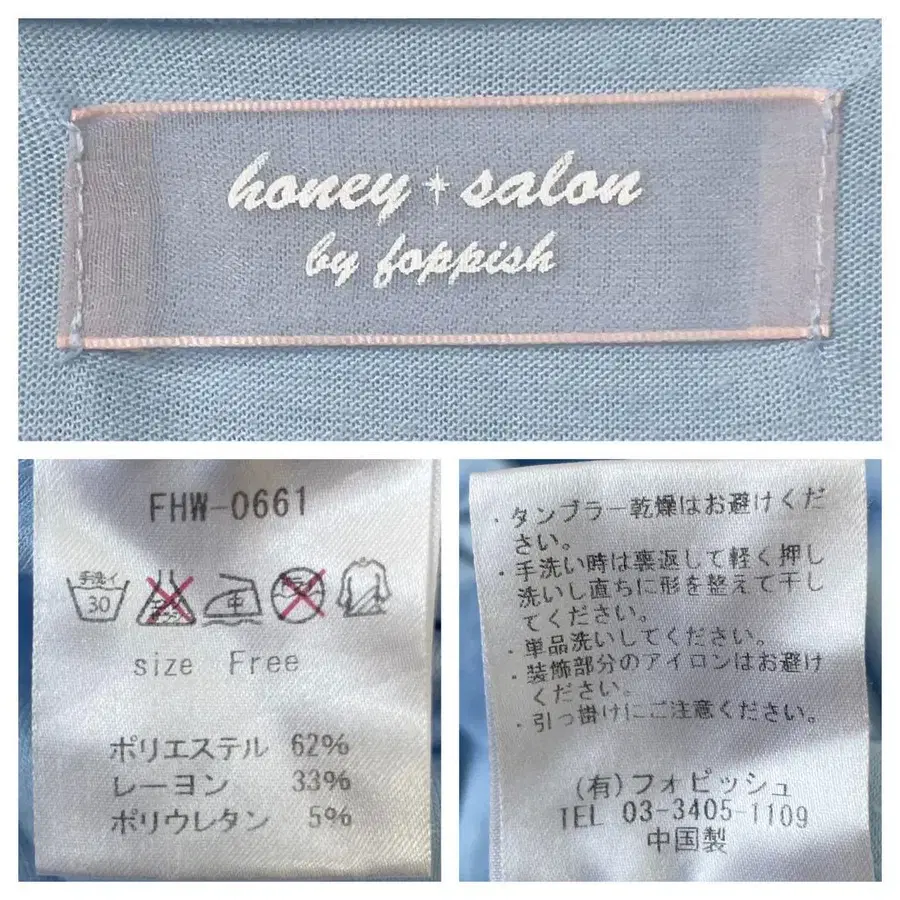 honey salon
by foppish
FHW-0661
手洗イ
30
中
size Free
ポリエステル 62%
レーヨン 33%
ポリウレタン 5%
・タンブラー乾燥はお避けくだ
さい。
・手洗い時は裏返して軽く押し
洗いし直ちに形を整えて干し
てください。
・単品洗いしてください。
・装飾部分のアイロンはお避け
ください。
・引っ掛けにご注意ください。
(有)フォピッシュ
TEL 03-3405-1109
中国製